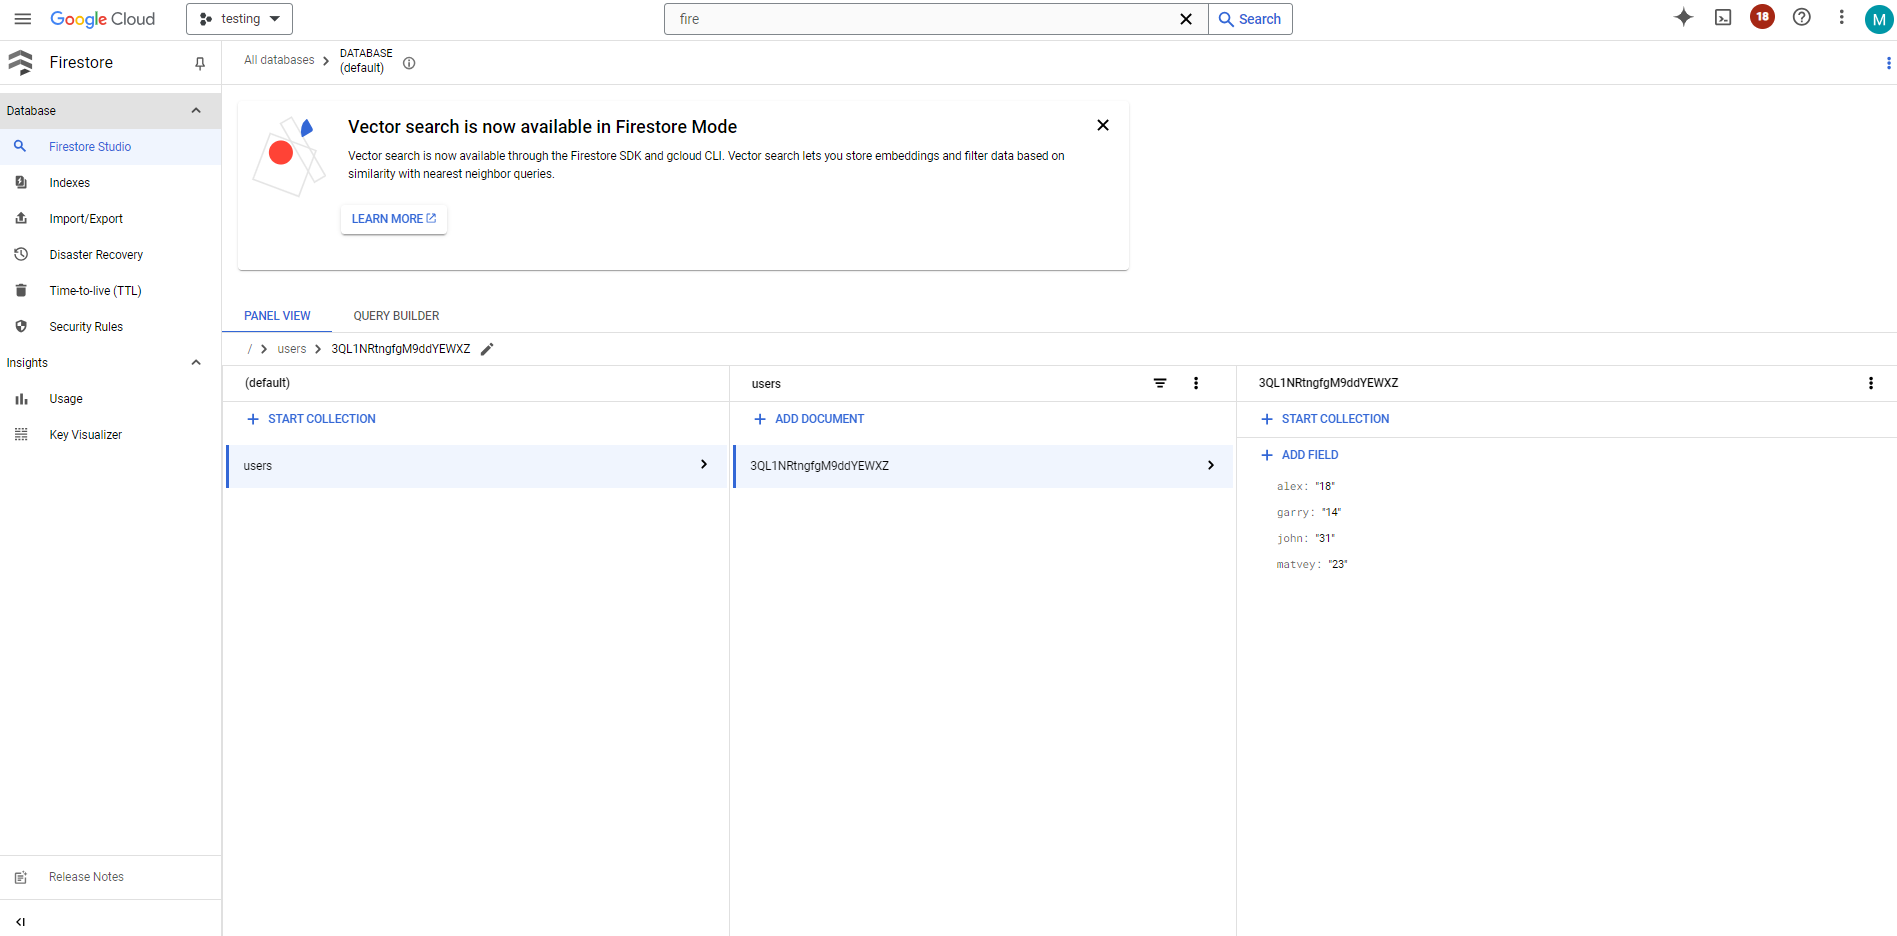 Google Cloud
testing
fire
Search
18
M
Firestore
All databases
DATABASE
(default)
Database
Firestore Studio
Indexes
Import/Export
Disaster Recovery
Time-to-live (TTL)
Security Rules
Insights
Usage
Key Visualizer
Release Notes
Vector search is now available in Firestore Mode
Vector search is now available through the Firestore SDK and gcloud CLI. Vector search lets you store embeddings and filter data based on
similarity with nearest neighbor queries.
LEARN MORE
PANEL VIEW QUERY BUILDER
/ users 3QL1NRtngfgM9ddYEWXZ
(default)
START COLLECTION
users
users
ADD DOCUMENT
3QL1NRtngfgM9ddYEWXZ
3QL1NRtngfgM9ddYEWXZ
START COLLECTION
ADD FIELD
alex: "18"
garry: "14"
john: "31"
matvey: "23"